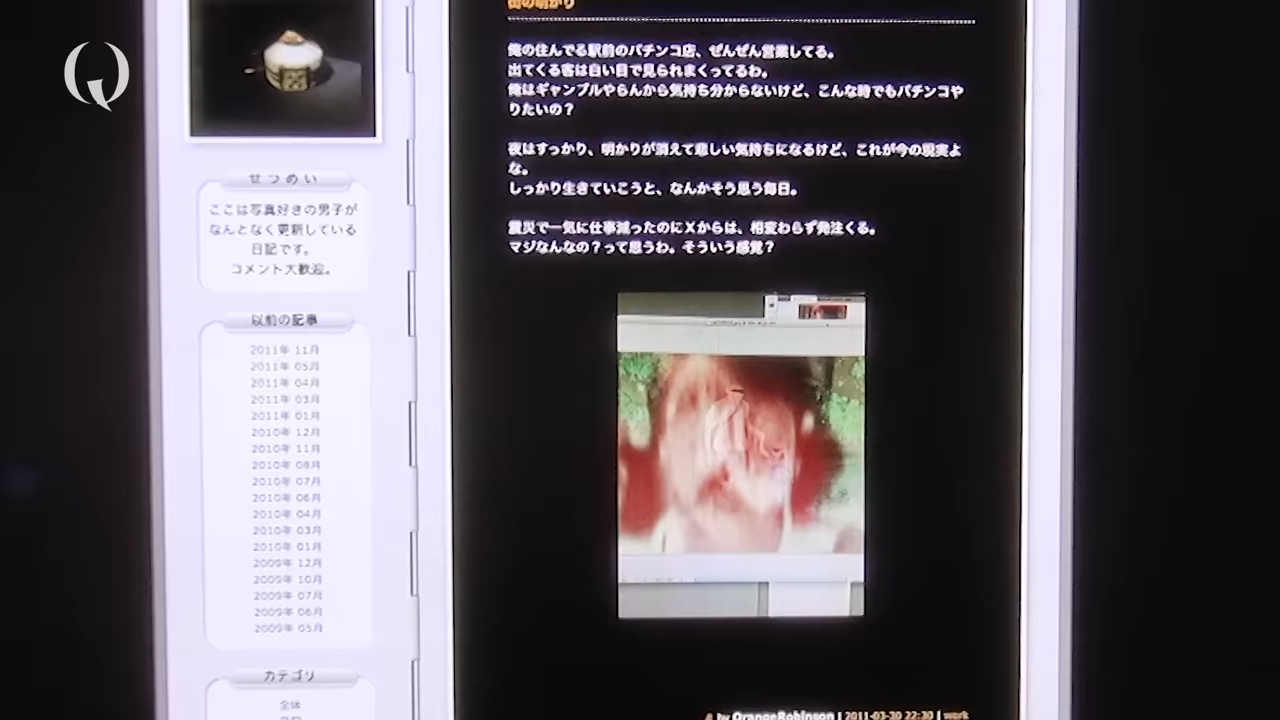 Q
街の明かり
俺の住んでる駅前のパチンコ店、ぜんぜん営業してる。
出てくる客は白い目で見られまくってるわ。
俺はギャンブルやらんから気持ち分からないけど、こんな時でもパチンコや
りたいの？
夜はすっかり、明かりが消えて悲しい気持ちになるけど、これが今の現実よ
な。
しっかり生きていこうと、なんかそう思う毎日。
震災で一気に仕事減ったのにXからは、相変わらず発注くる。
マジなんなの？って思うわ。そういう感覚？
by OrangeRobinson | 2011-03-30 22:30 | work
せつめい
ここは写真好きの男子が
なんとなく更新している
日記です。
コメント大歓迎。
以前の記事
2011年 11月
2011年 05月
2011年 04月
2011年 03月
2011年 01月
2010年 12月
2010年 11月
2010年 08月
2010年 07月
2010年 06月
2010年 04月
2010年 03月
2010年 01月
2009年 12月
2009年 10月
2009年 07月
2009年 06月
2009年 05月
カテゴリ
全体